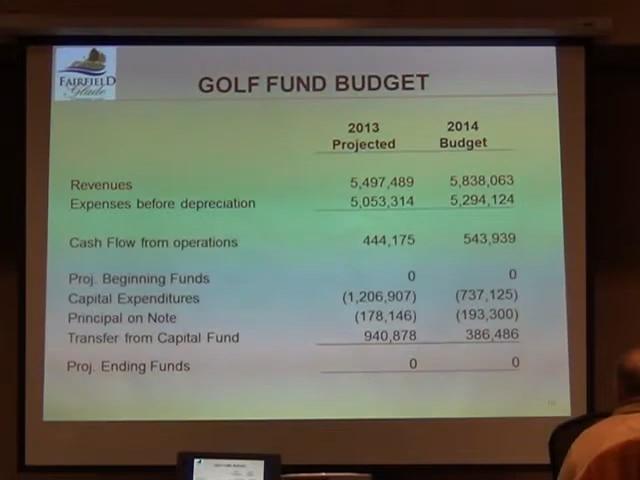 FAIRFIELD
Glade
GOLF FUND BUDGET
2013 2014
Projected Budget
Revenues 5,497,489 5,838,063
Expenses before depreciation 5,053,314 5,294,124
Cash Flow from operations 444,175 543,939
Proj. Beginning Funds 0 0
Capital Expenditures (1,206,907) (737,125)
Principal on Note (178,146) (193,300)
Transfer from Capital Fund 940,878 386,486
Proj. Ending Funds 0 0